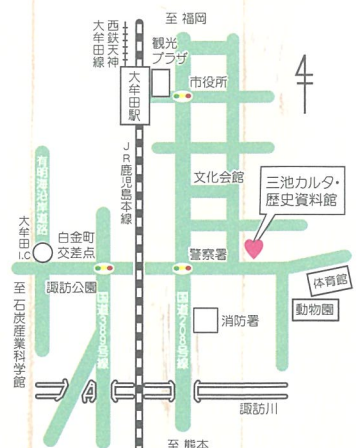 至 福岡
西鉄天神
大牟田線
観光
プラザ
大牟田駅
市役所
JR鹿児島本線
文化会館
三池カルタ・
歴史資料館
有明海沿岸道路
大牟田
I.C
白金町
交差点
警察署
体育館
諏訪公園
動物園
至 石炭産業科学館
国道389号線
国道208号線
消防署
諏訪川
至 熊本